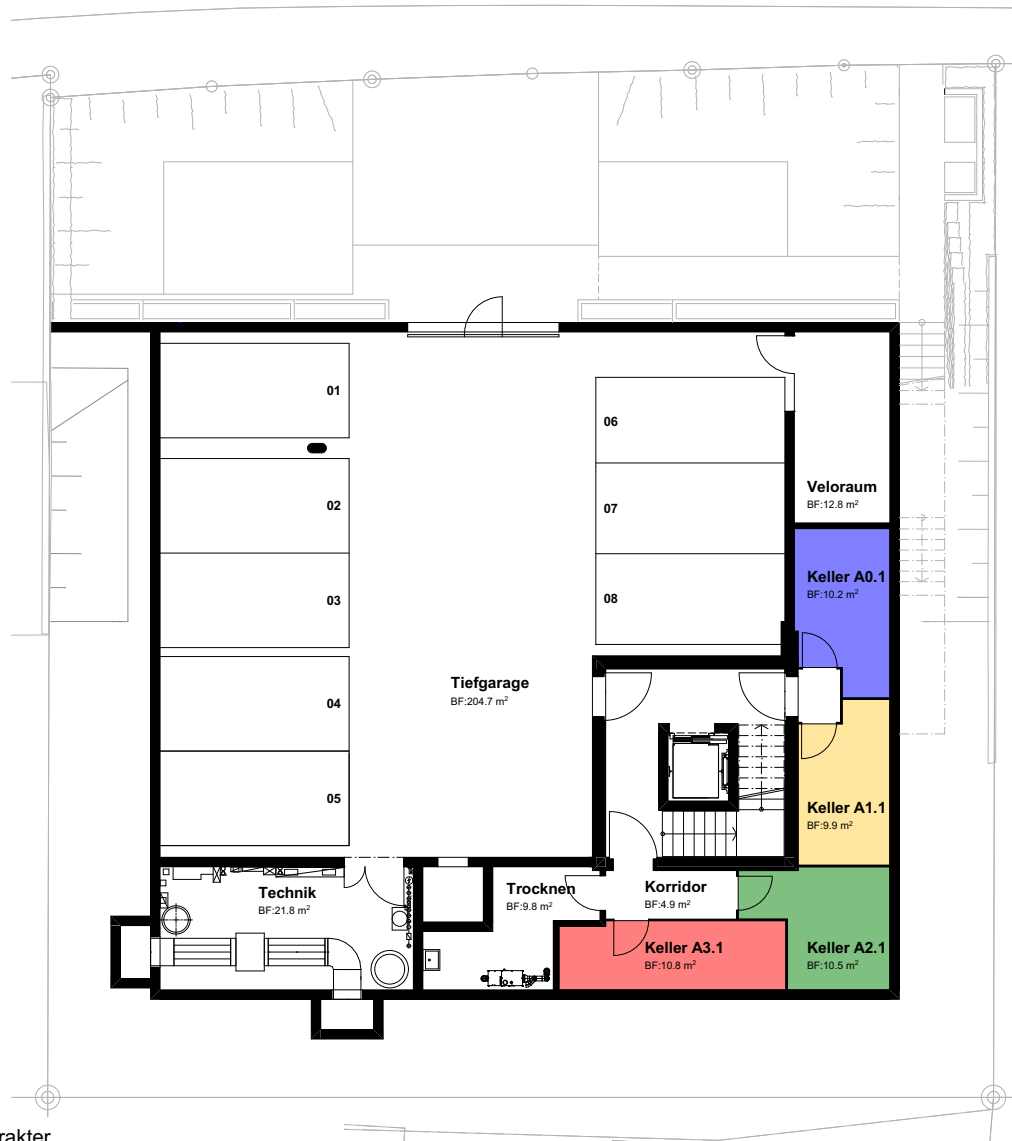 01
06
02
07
Veloraum
BF:12.8 m²
Keller A0.1
BF:10.2 m²
03
08
Tiefgarage
BF:204.7 m²
04
05
Keller A1.1
BF:9.9 m²
Technik
BF:21.8 m²
Trocknen
BF:9.8 m²
Korridor
BF:4.9 m²
Keller A3.1
BF:10.8 m²
Keller A2.1
BF:10.5 m²
rakter